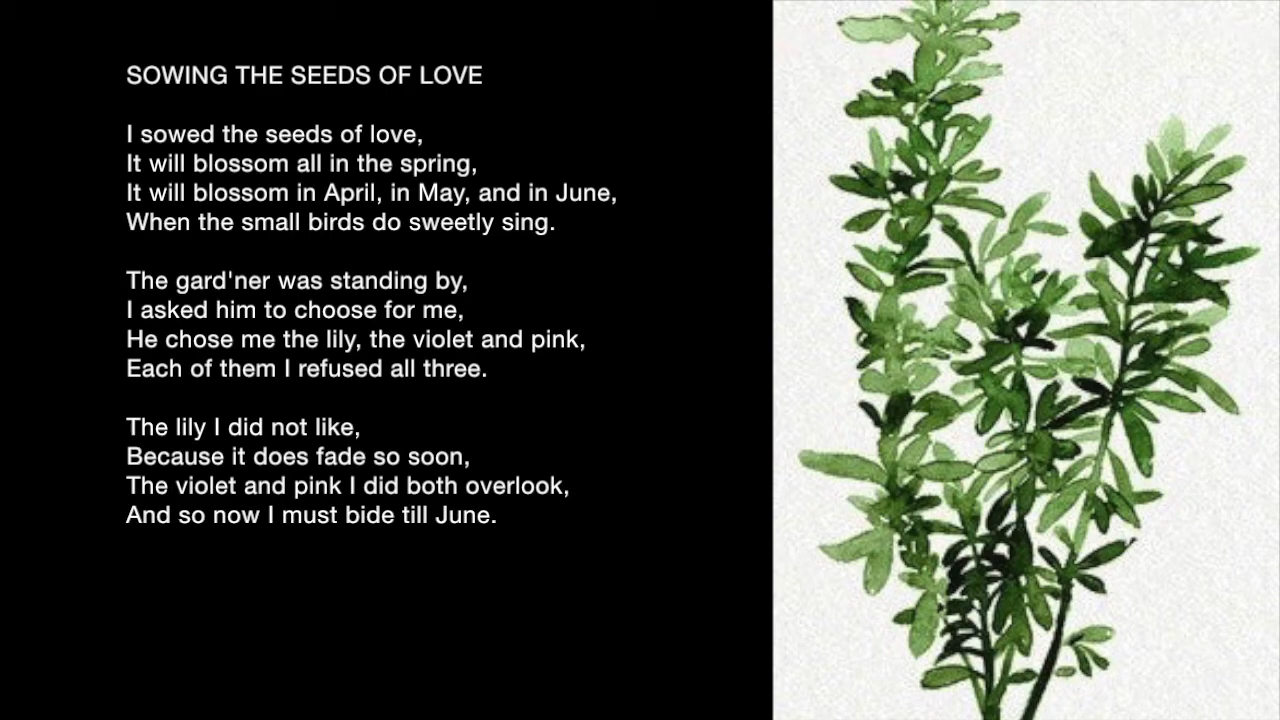 SOWING THE SEEDS OF LOVE
I sowed the seeds of love,
It will blossom all in the spring,
It will blossom in April, in May, and in June,
When the small birds do sweetly sing.
The gard'ner was standing by,
I asked him to choose for me,
He chose me the lily, the violet and pink,
Each of them I refused all three.
The lily I did not like,
Because it does fade so soon,
The violet and pink I did both overlook,
And so now I must bide till June.